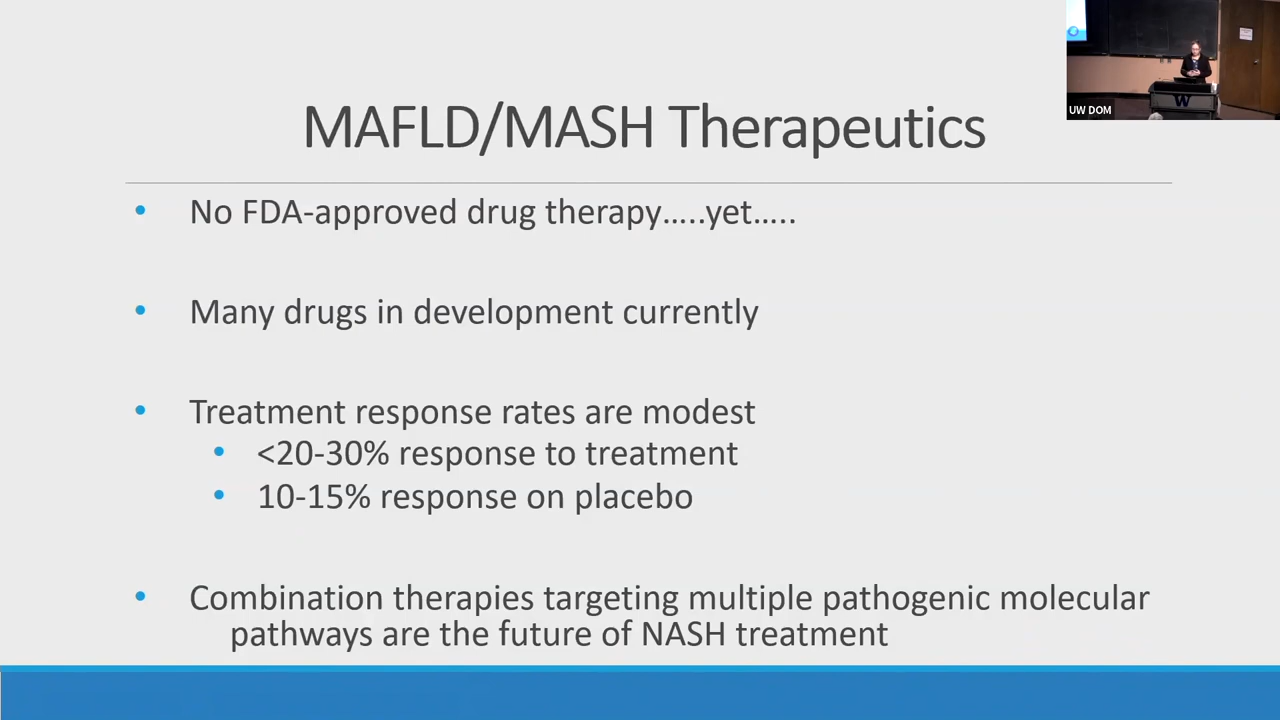 MAFLD/MASH Therapeutics
• No FDA-approved drug therapy…..yet…..
• Many drugs in development currently
• Treatment response rates are modest
• <20-30% response to treatment
• 10-15% response on placebo
• Combination therapies targeting multiple pathogenic molecular
pathways are the future of NASH treatment
UW DOM
W